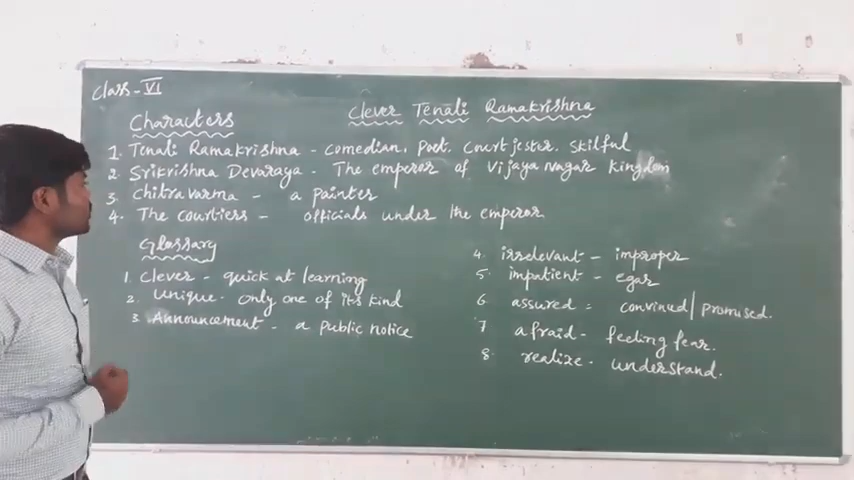 Class - VI
Clever Tenali Ramakrishna
Characters
1. Tenali Ramakrishna - comedian, Poet, Court jester, skilful
2. Srikrishna Devaraya - The emperor of Vijaya nagar kingdom
3. Chitravarma - a painter
4. The courtiers - officials under the emperor
Glossary
1. Clever - quick at learning
2. Unique - only one of its kind
3. Announcement - a public notice
4. irrelevant - improper
5. impatient - egar
6 assured = convinud | promised.
7 afraid - feeling fear.
8. realize - understand.